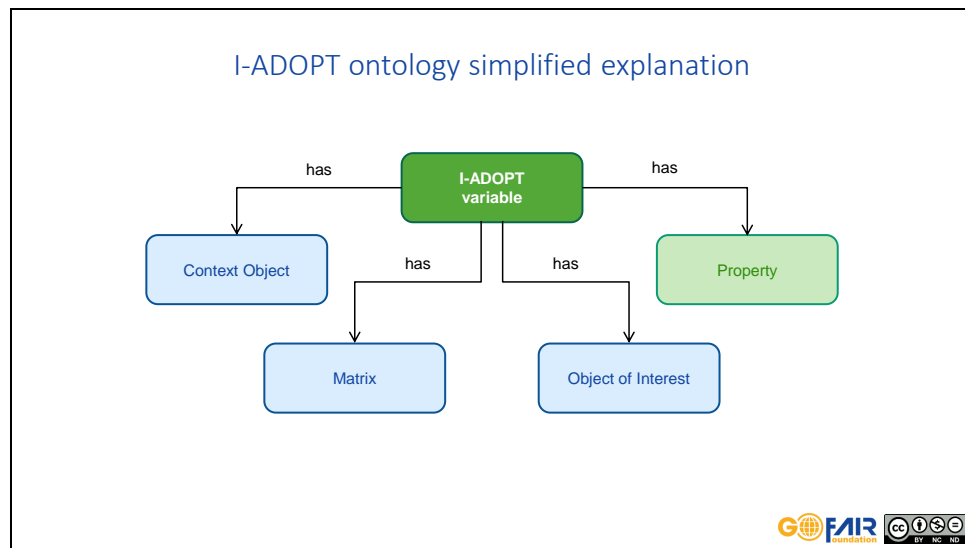 I-ADOPT ontology simplified explanation
has
I-ADOPT
variable
has
Context Object
has
has
Property
Matrix
Object of Interest
GO FAIR
Foundation
CC BY NC ND